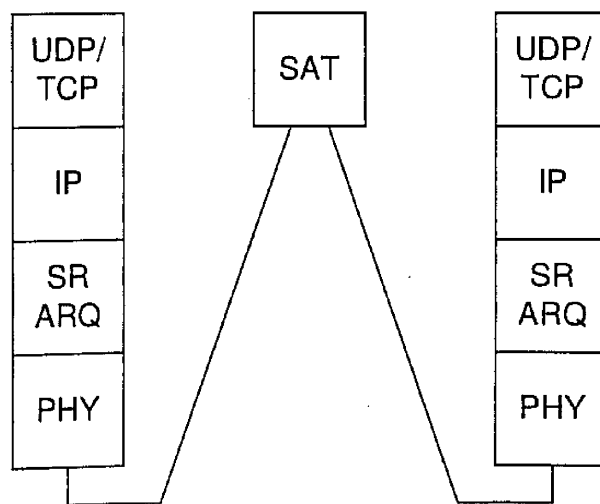 UDP/
TCP
IP
SR
ARQ
PHY
SAT
UDP/
TCP
IP
SR
ARQ
PHY